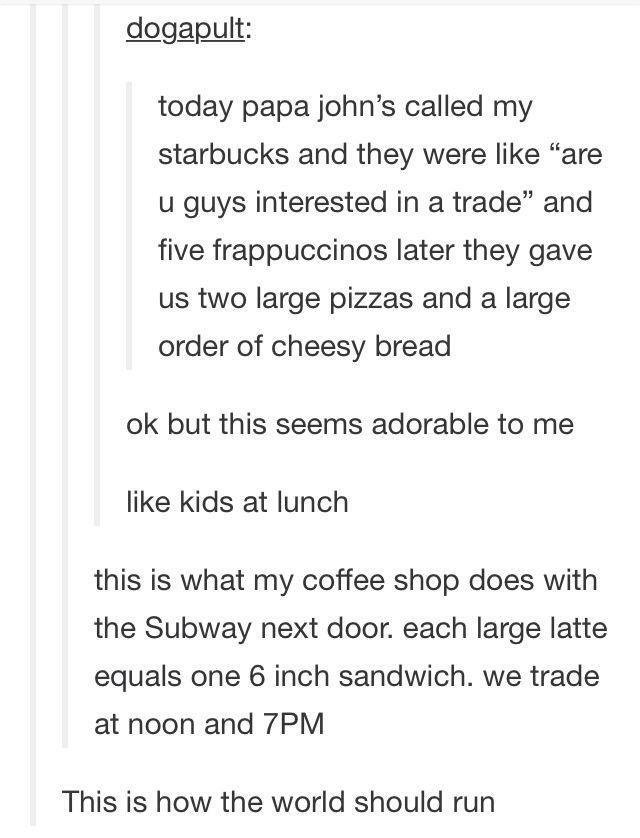 dogapult:
today papa john’s called my
starbucks and they were like “are
u guys interested in a trade” and
five frappuccinos later they gave
us two large pizzas and a large
order of cheesy bread
ok but this seems adorable to me
like kids at lunch
this is what my coffee shop does with
the Subway next door. each large latte
equals one 6 inch sandwich. we trade
at noon and 7PM
This is how the world should run